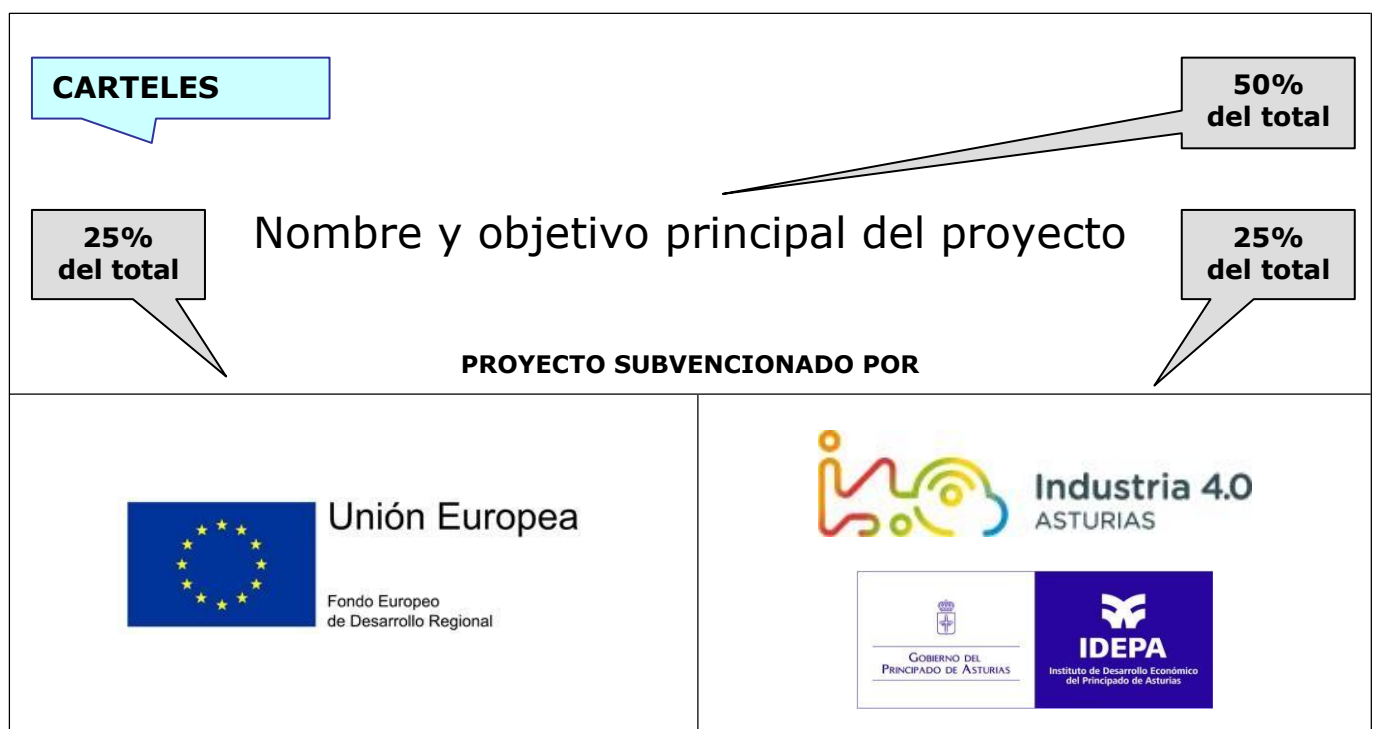 CARTELES
50%
del total
25%
del total
Nombre y objetivo principal del proyecto
25%
del total
PROYECTO SUBVENCIONADO POR
Unión Europea
Fondo Europeo
de Desarrollo Regional
Industria 4.0
ASTURIAS
GOBIERNO DEL
PRINCIPADO DE ASTURIAS
IDEPA
Instituto de Desarrollo Económico
del Principado de Asturias